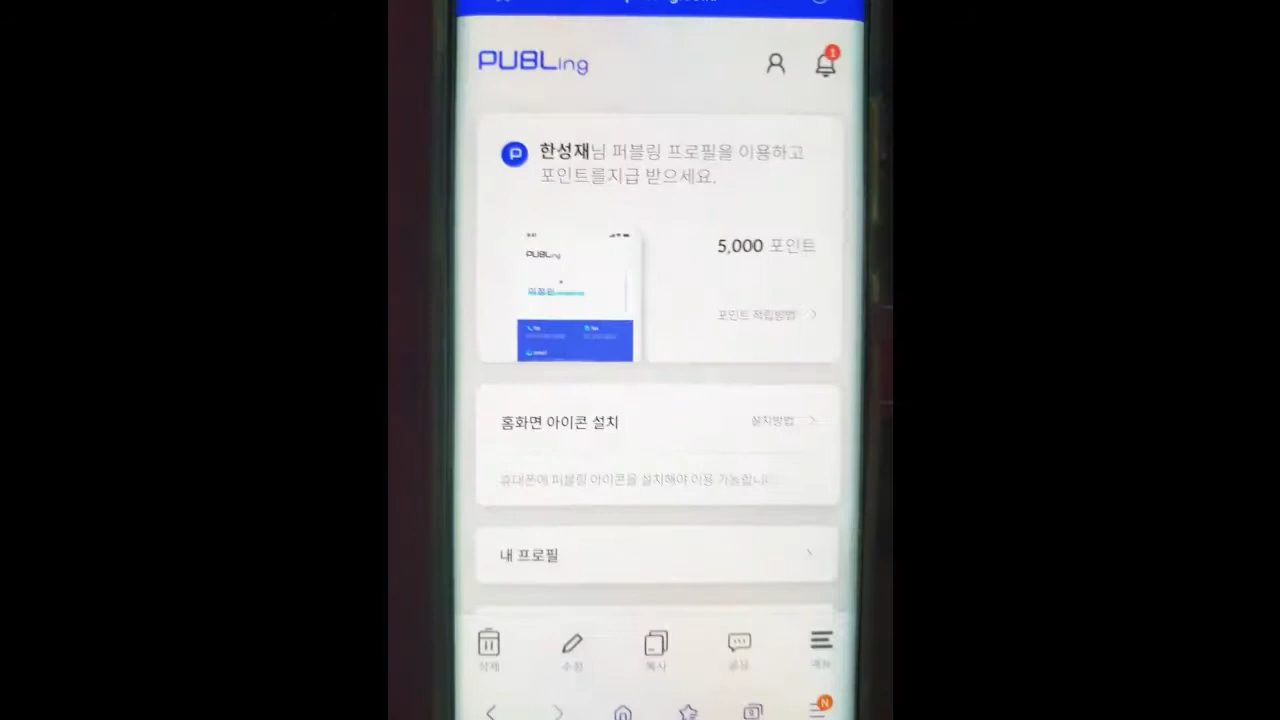 PUBLing
1
한성재님 퍼블링 프로필을 이용하고
포인트를지급 받으세요.
PUBLing
5,000 포인트
포인트 적립방법
홈화면 아이콘 설치
설치방법
휴대폰에 퍼블링 아이콘을 설치해야 이용 가능합니다
내 프로필
삭제
수정
복사
공유
메뉴
N